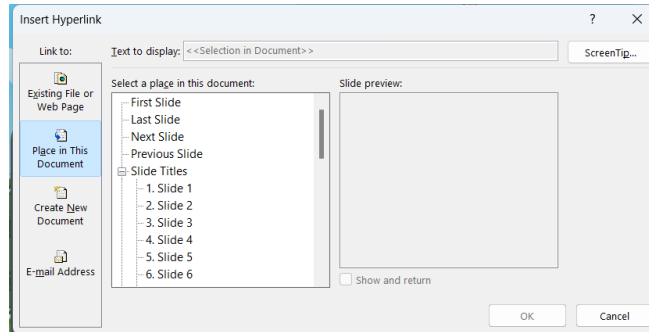 Insert Hyperlink
?
Link to:
Text to display:
<<Selection in Document>>
ScreenTip...
Existing File or
Web Page
Place in This
Document
Create New
Document
E-mail Address
Select a place in this document:
First Slide
Last Slide
Next Slide
Previous Slide
Slide Titles
1. Slide 1
2. Slide 2
3. Slide 3
4. Slide 4
5. Slide 5
6. Slide 6
Slide preview:
Show and return
OK
Cancel